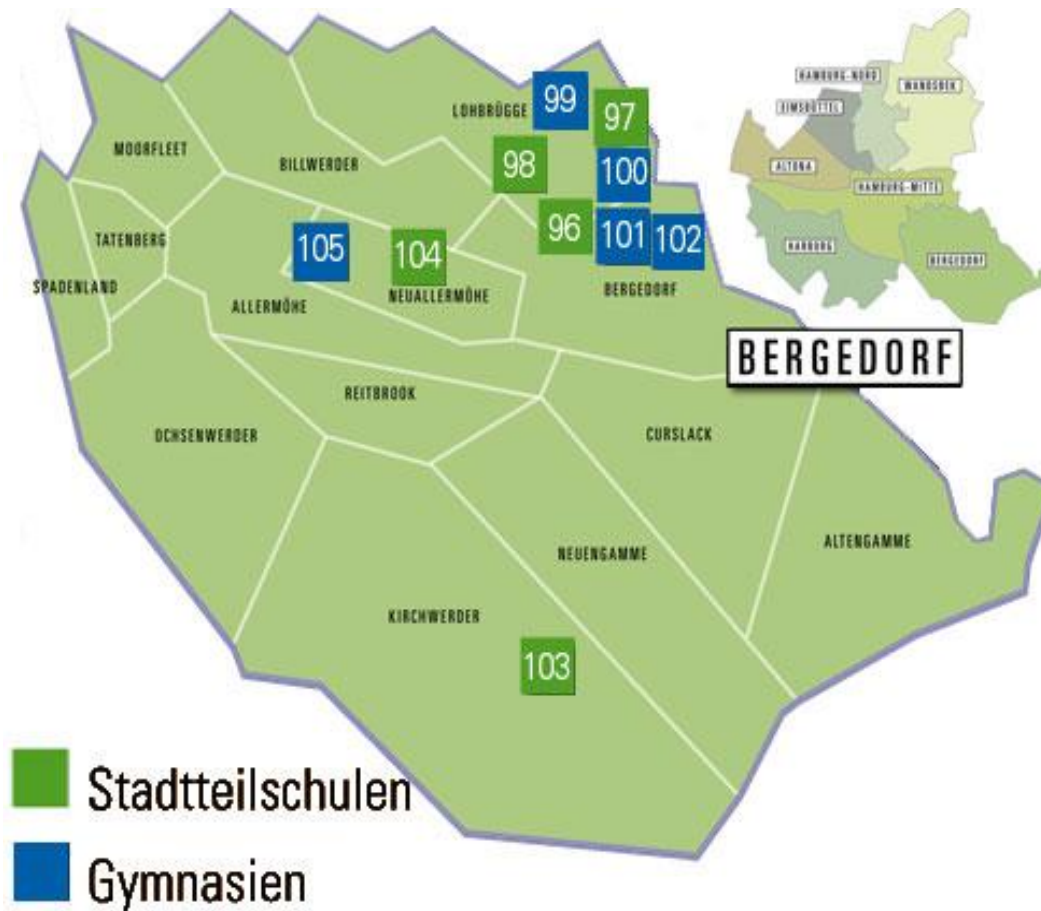 HAMBURG-NORD
WANDSBEK
EIMSBÜTTEL
ALTONA
HAMBURG-MITTE
HARBURG
BERGEDORF
LOHBRÜGGE
99
97
MOORFLEET
BILLWERDER
98
100
TATENBERG
105
104
96
101
102
SPADENLAND
ALLERMÖHE
NEUALLERMÖHE
BERGEDORF
BERGEDORF
REITBROOK
OCHSENWERDER
CURSLACK
NEUENGAMME
ALTENGAMME
KIRCHWERDER
103
Stadtteilschulen
Gymnasien